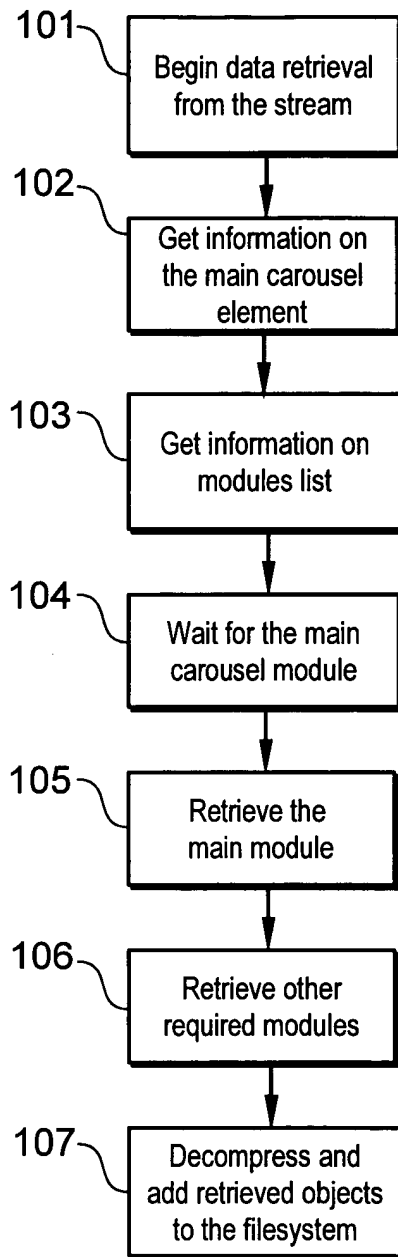 101
Begin data retrieval
from the stream
102
Get information on
the main carousel
element
103
Get information on
modules list
104
Wait for the main
carousel module
105
Retrieve the
main module
106
Retrieve other
required modules
107
Decompress and
add retrieved objects
to the filesystem